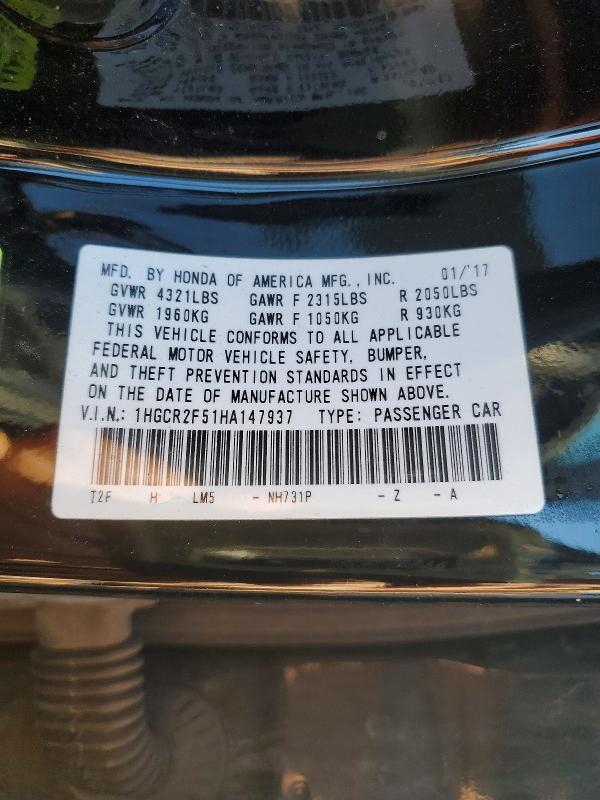 MFD. BY HONDA OF AMERICA MFG., INC. 01/'17
GVWR 4321LBS GAWR F 2315LBS R 2050LBS
GVWR 1960KG GAWR F 1050KG R 930KG
THIS VEHICLE CONFORMS TO ALL APPLICABLE
FEDERAL MOTOR VEHICLE SAFETY, BUMPER,
AND THEFT PREVENTION STANDARDS IN EFFECT
ON THE DATE OF MANUFACTURE SHOWN ABOVE.
V.I.N.: 1HGCR2F51HA147937 TYPE: PASSENGER CAR
T2F H LM5 - NH731P - Z - A